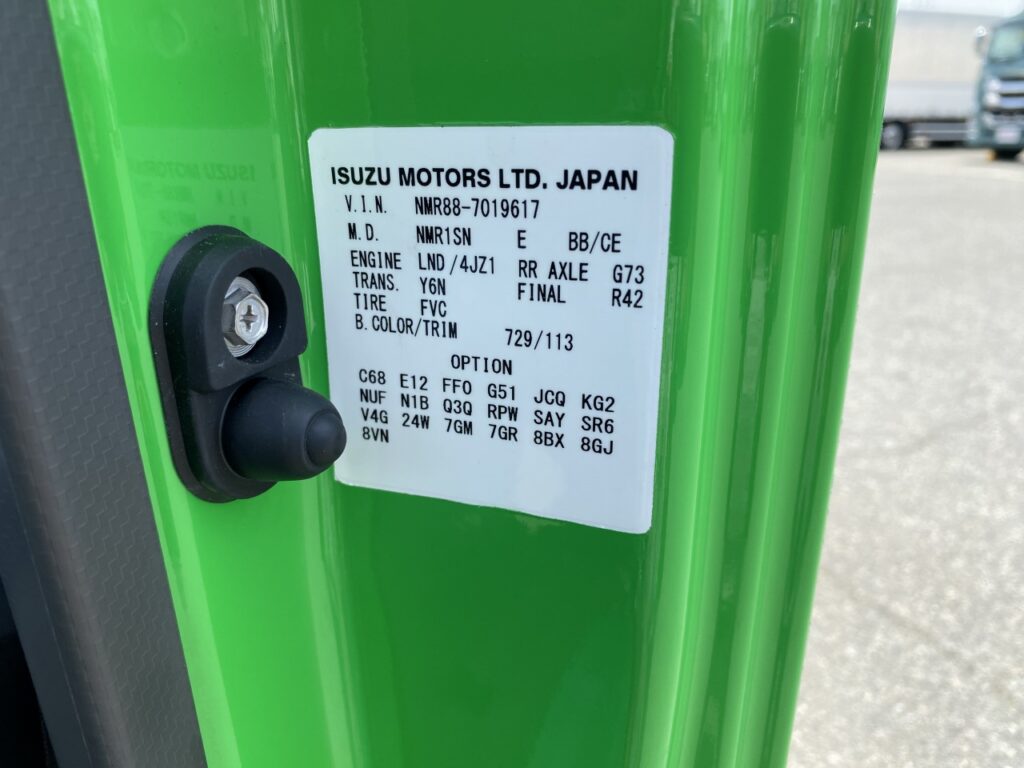 ISUZU MOTORS LTD. JAPAN
V.I.N. NMR88-7019617
M.D. NMR1SN E BB/CE
ENGINE LND/4JZ1 RR AXLE G73
TRANS. Y6N FINAL R42
TIRE FVC
B.COLOR/TRIM 729/113
OPTION
C68 E12 FFO G51 JCQ KG2
NUF N1B Q3Q RPW SAY SR6
V4G 24W 7GM 7GR 8BX 8GJ
8VN